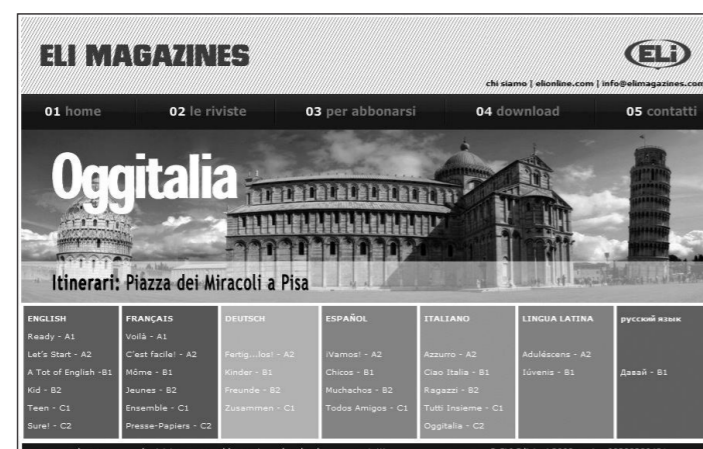 ELI MAGAZINES
ELi
chi siamo | elionline.com | info@elimagazines.com
01 home 02 le riviste 03 per abbonarsi 04 download 05 contatti
Oggitalia
Itinerari: Piazza dei Miracoli a Pisa
ENGLISH
Ready - A1
Let's Start - A2
A Tot of English -B1
Kid - B2
Teen - C1
Sure! - C2
FRANÇAIS
Voilà - A1
C'est facile! - A2
Môme - B1
Jeunes - B2
Ensemble - C1
Presse-Papiers - C2
DEUTSCH
Fertig...los! - A2
Kinder - B1
Freunde - B2
Zusammen - C1
ESPAÑOL
¡Vamos! - A2
Chicos - B1
Muchachos - B2
Todos Amigos - C1
ITALIANO
Azzurro - A2
Ciao Italia - B1
Ragazzi - B2
Tutti Insieme - C1
Oggitalia - C2
LINGUA LATINA
Aduléscens - A2
Iúvenis - B1
русский язык
Давай - B1